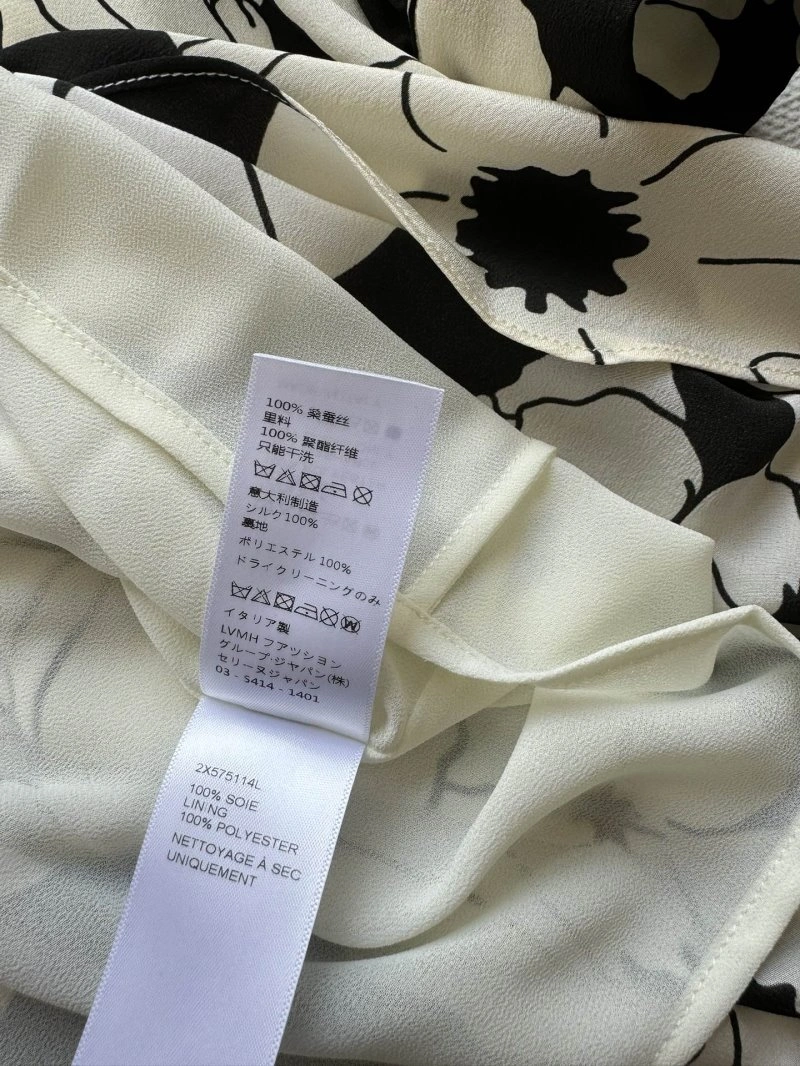 100% 桑蚕丝
里料
100% 聚酯纤维
只能干洗
意大利制造
シルク100%
裏地
ポリエステル 100%
ドライクリーニングのみ
W
イタリア製
LVMH ファッション
グループ・ジャパン(株)
セリーヌジャパン
03 - 5414 - 1401
2X575114L
100% SOIE
LINING
100% POLYESTER
NETTOYAGE À SEC
UNIQUEMENT